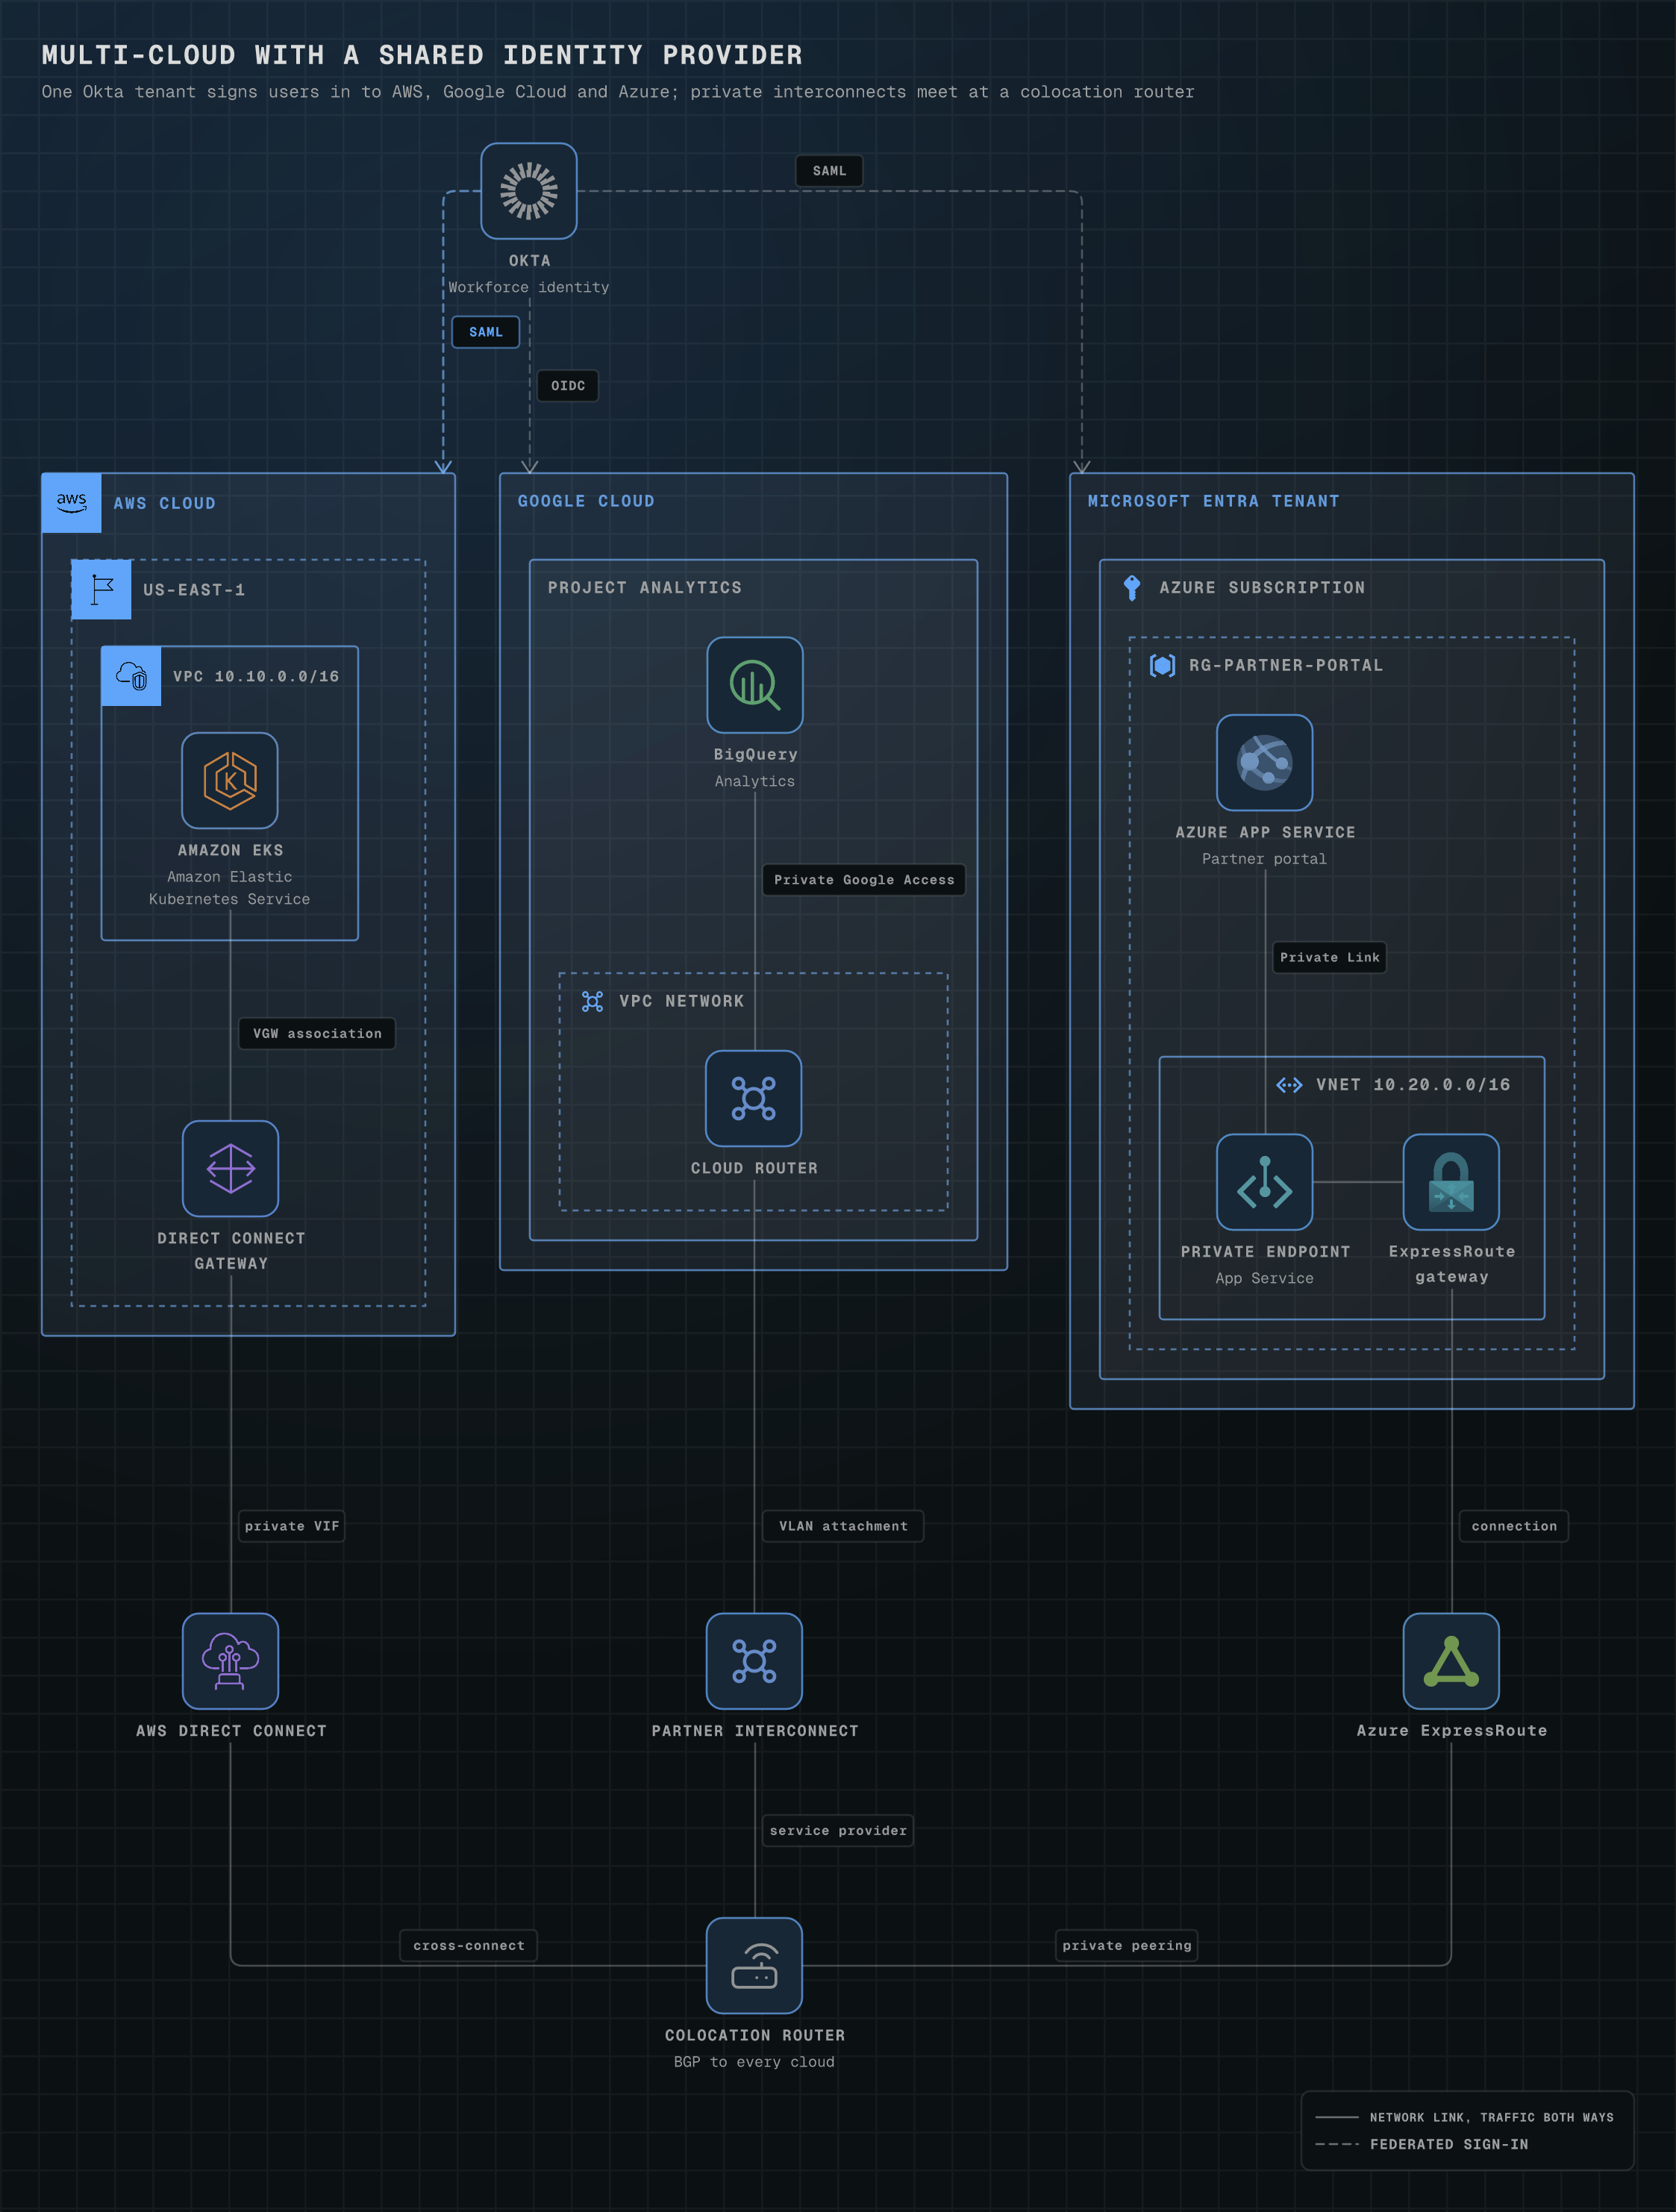 MULTI-CLOUD WITH A SHARED IDENTITY PROVIDER
One Okta tenant signs users in to AWS, Google Cloud and Azure; private interconnects meet at a colocation router
SAML
OKTA
Workforce identity
SAML
OIDC
aws
AWS CLOUD
US-EAST-1
VPC 10.10.0.0/16
K
AMAZON EKS
Amazon Elastic
Kubernetes Service
VGW association
DIRECT CONNECT
GATEWAY
GOOGLE CLOUD
PROJECT ANALYTICS
BigQuery
Analytics
Private Google Access
VPC NETWORK
CLOUD ROUTER
MICROSOFT ENTRA TENANT
AZURE SUBSCRIPTION
RG-PARTNER-PORTAL
AZURE APP SERVICE
Partner portal
Private Link
VNET 10.20.0.0/16
PRIVATE ENDPOINT
App Service
ExpressRoute
gateway
private VIF
VLAN attachment
connection
AWS DIRECT CONNECT
PARTNER INTERCONNECT
Azure ExpressRoute
service provider
cross-connect
private peering
COLOCATION ROUTER
BGP to every cloud
NETWORK LINK, TRAFFIC BOTH WAYS
FEDERATED SIGN-IN